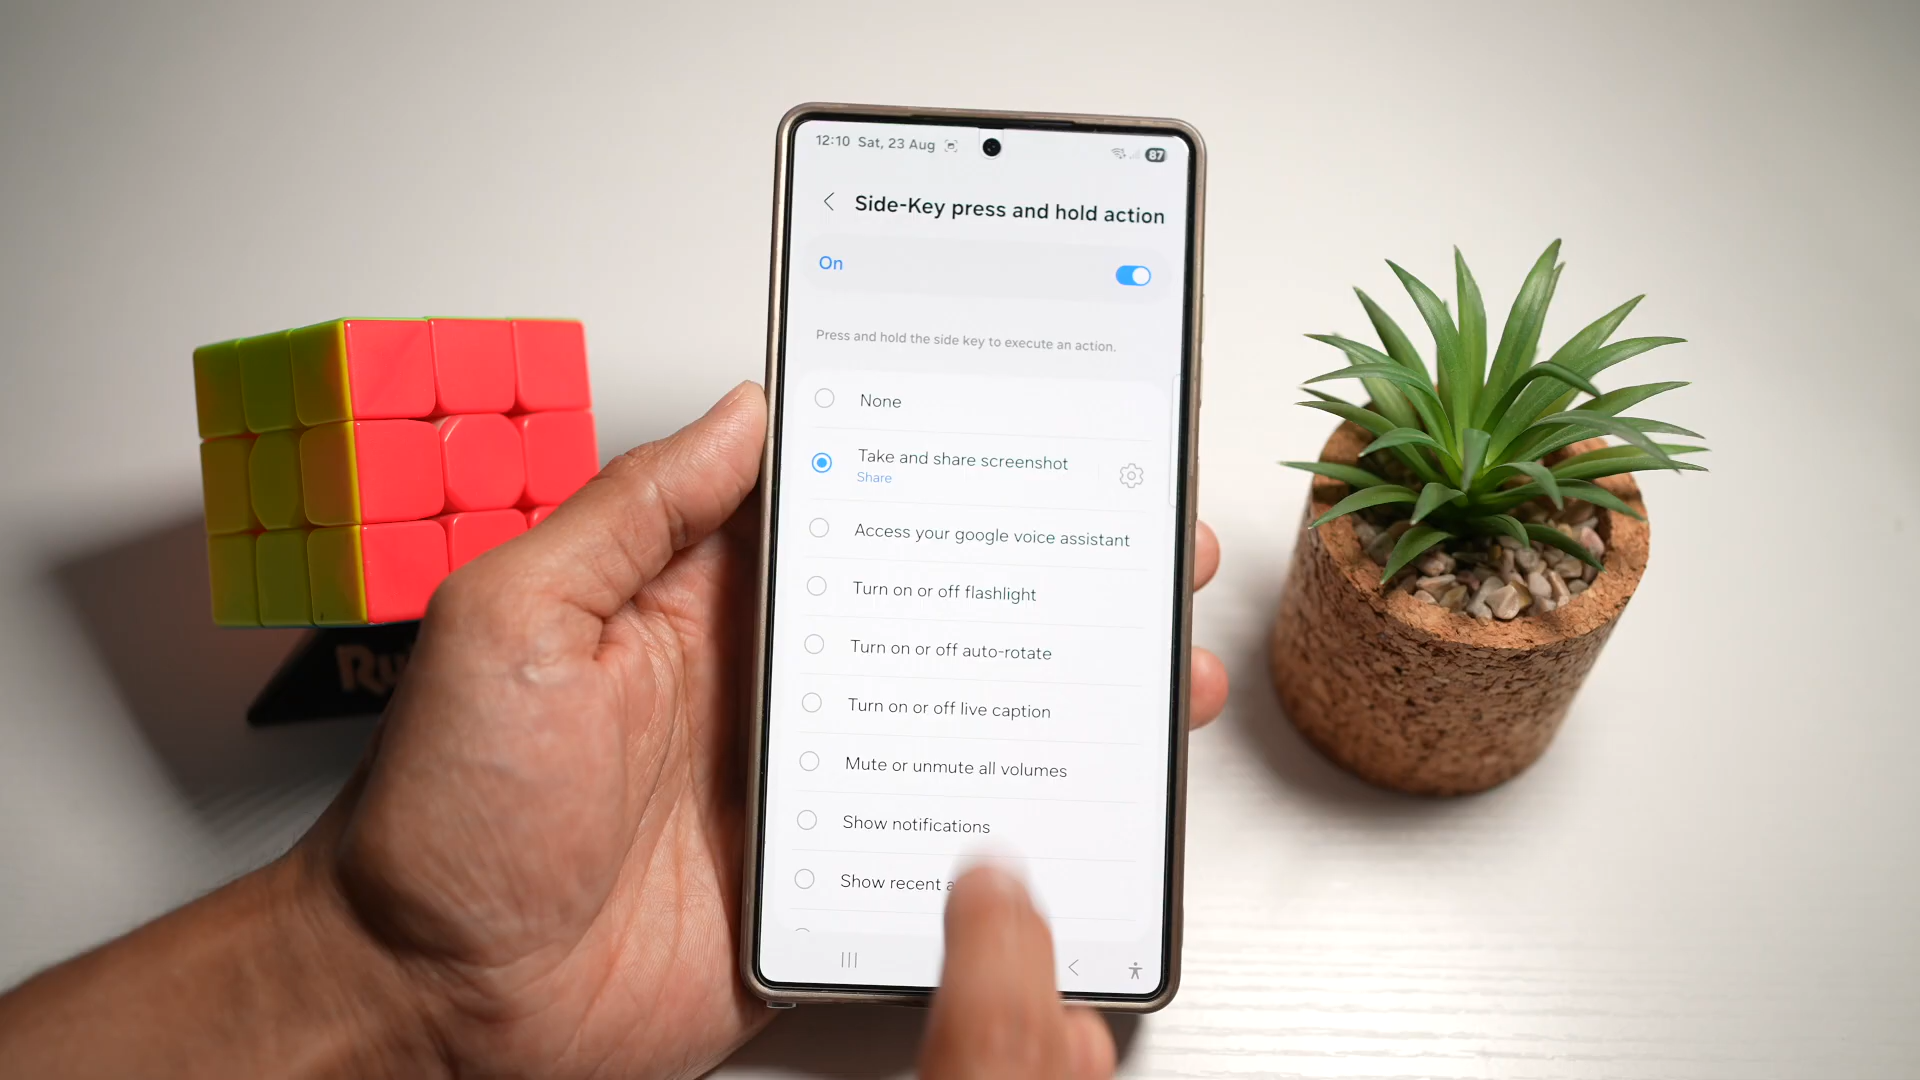 12:10 Sat, 23 Aug
87
Side-Key press and hold action
On
Press and hold the side key to execute an action.
None
Take and share screenshot
Share
Access your google voice assistant
Turn on or off flashlight
Turn on or off auto-rotate
Turn on or off live caption
Mute or unmute all volumes
Show notifications
Show recent